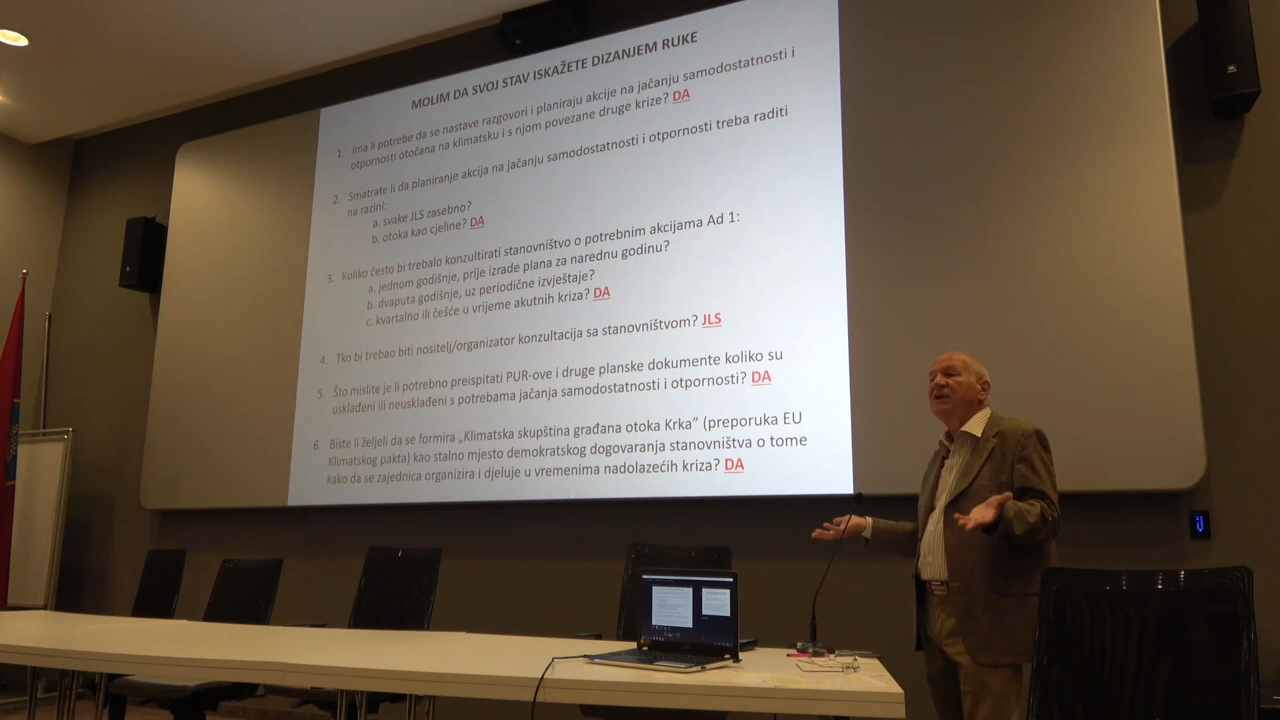 MOLIM DA SVOJ STAV ISKAŽETE DIZANJEM RUKE
1. Ima li potrebe da se nastave razgovori i planiraju akcije na jačanju samodostatnosti i
otpornosti otočana na klimatsku i s njom povezane druge krize? DA
2. Smatrate li da planiranje akcija na jačanju samodostatnosti i otpornosti treba raditi
na razini:
a. svake JLS zasebno?
b. otoka kao cjeline? DA
3. Koliko često bi trebalo konzultirati stanovništvo o potrebnim akcijama Ad 1:
a. jednom godišnje, prije izrade plana za narednu godinu?
b. dvaputa godišnje, uz periodične izvještaje?
c. kvartalno ili češće u vrijeme akutnih kriza? DA
4. Tko bi trebao biti nositelj/organizator konzultacija sa stanovništvom? JLS
5. Što mislite je li potrebno preispitati PUR-ove i druge planske dokumente koliko su
usklađeni ili neusklađeni s potrebama jačanja samodostatnosti i otpornosti? DA
6. Biste li željeli da se formira „Klimatska skupština građana otoka Krka” (preporuka EU
Klimatskog pakta) kao stalno mjesto demokratskog dogovaranja stanovništva o tome
kako da se zajednica organizira i djeluje u vremenima nadolazećih kriza? DA